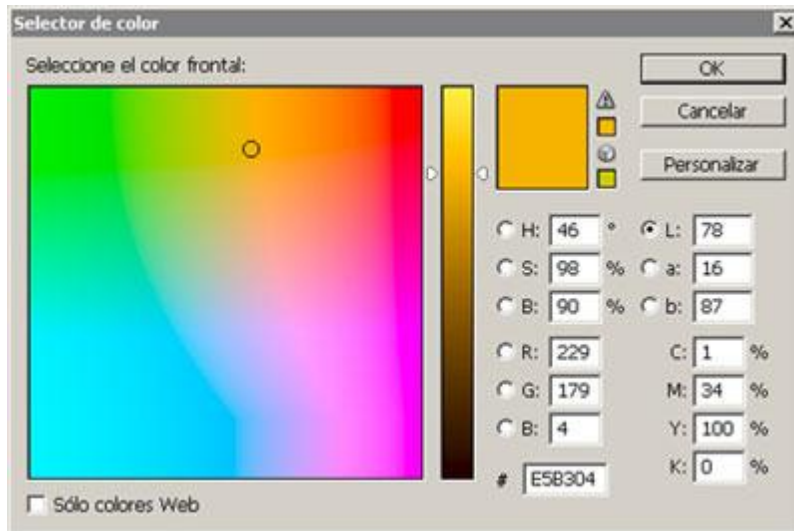 Selector de color
Seleccione el color frontal:
OK
Cancelar
Personalizar
H: 46 °
S: 98 %
B: 90 %
R: 229
G: 179
B: 4
# E5B304
L: 78
a: 16
b: 87
C: 1 %
M: 34 %
Y: 100 %
K: 0 %
Sólo colores Web